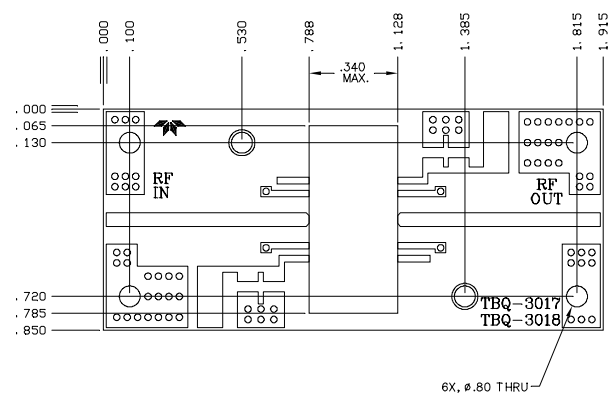 .000
.100
.530
.788
1.128
1.385
1.815
1.915
.340
MAX.
.000
.065
.130
RF
IN
RF
OUT
.720
.785
.850
TBQ-3017
TBQ-3018
6X, ø.80 THRU